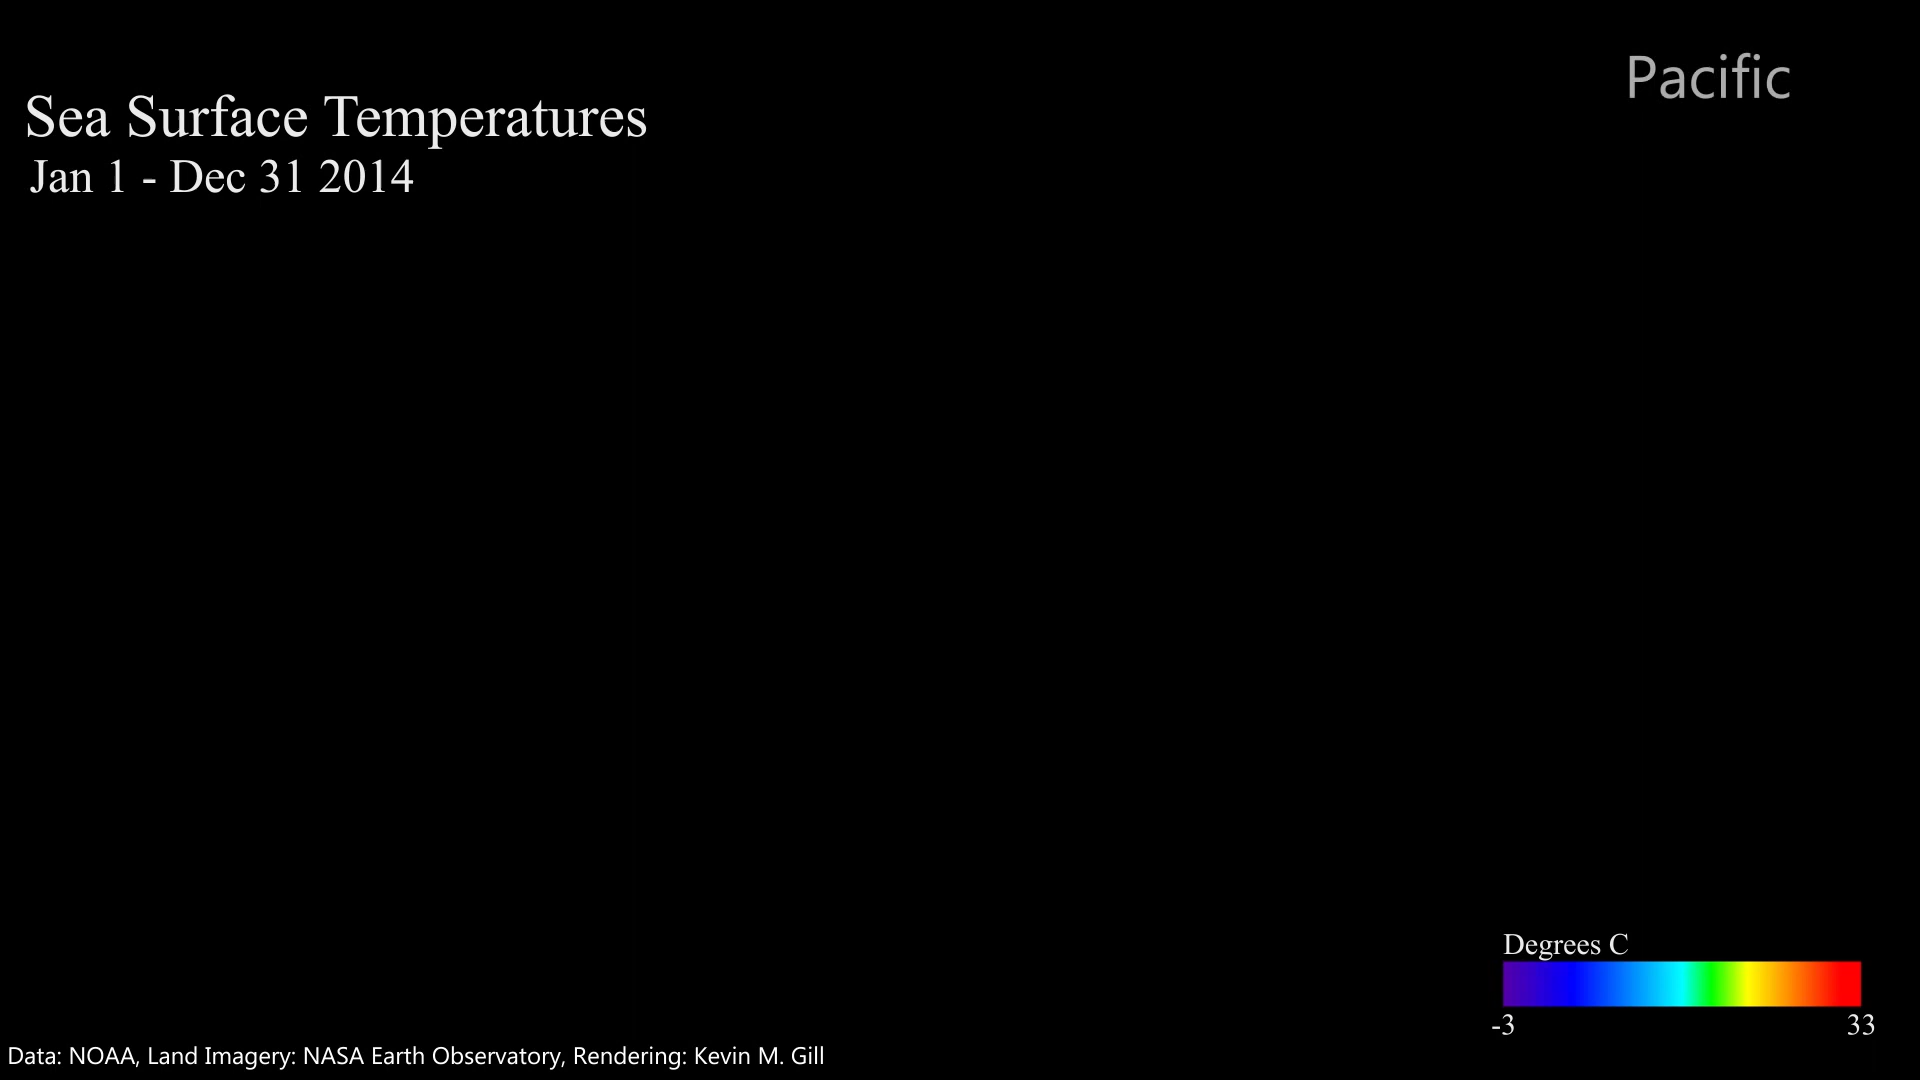 Pacific
Sea Surface Temperatures
Jan 1 - Dec 31 2014
Degrees C
-3 33
Data: NOAA, Land Imagery: NASA Earth Observatory, Rendering: Kevin M. Gill